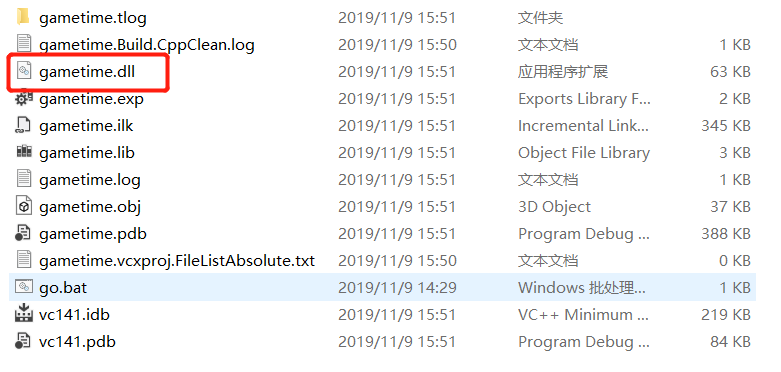 gametime.tlog 2019/11/9 15:51 文件夹
gametime.Build.CppClean.log 2019/11/9 15:50 文本文档 1 KB
gametime.dll 2019/11/9 15:51 应用程序扩展 63 KB
gametime.exp 2019/11/9 15:51 Exports Library F... 2 KB
gametime.ilk 2019/11/9 15:51 Incremental Link... 345 KB
gametime.lib 2019/11/9 15:51 Object File Library 3 KB
gametime.log 2019/11/9 15:51 文本文档 1 KB
gametime.obj 2019/11/9 15:51 3D Object 37 KB
gametime.pdb 2019/11/9 15:51 Program Debug ... 388 KB
gametime.vcxproj.FileListAbsolute.txt 2019/11/9 15:50 文本文档 0 KB
go.bat 2019/11/9 14:29 Windows 批处理... 1 KB
vc141.idb 2019/11/9 15:51 VC++ Minimum ... 219 KB
vc141.pdb 2019/11/9 15:51 Program Debug ... 84 KB